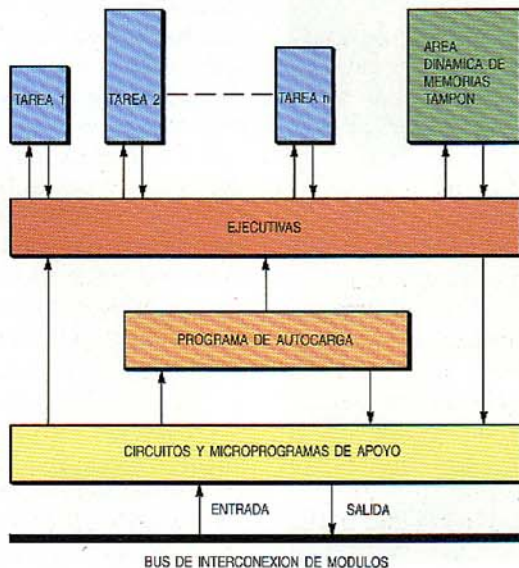 TAREA 1
TAREA 2
TAREA n
AREA
DINAMICA DE
MEMORIAS
TAMPON
EJECUTIVAS
PROGRAMA DE AUTOCARGA
CIRCUITOS Y MICROPROGRAMAS DE APOYO
ENTRADA
SALIDA
BUS DE INTERCONEXION DE MODULOS